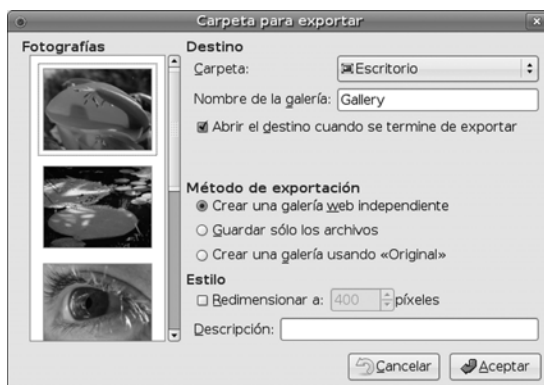 Carpeta para exportar
Fotografías
Destino
Carpeta:
Escritorio
Nombre de la galería: Gallery
Abrir el destino cuando se termine de exportar
Método de exportación
Crear una galería web independiente
Guardar sólo los archivos
Crear una galería usando «Original»
Estilo
Redimensionar a: 400 píxeles
Descripción:
Cancelar
Aceptar